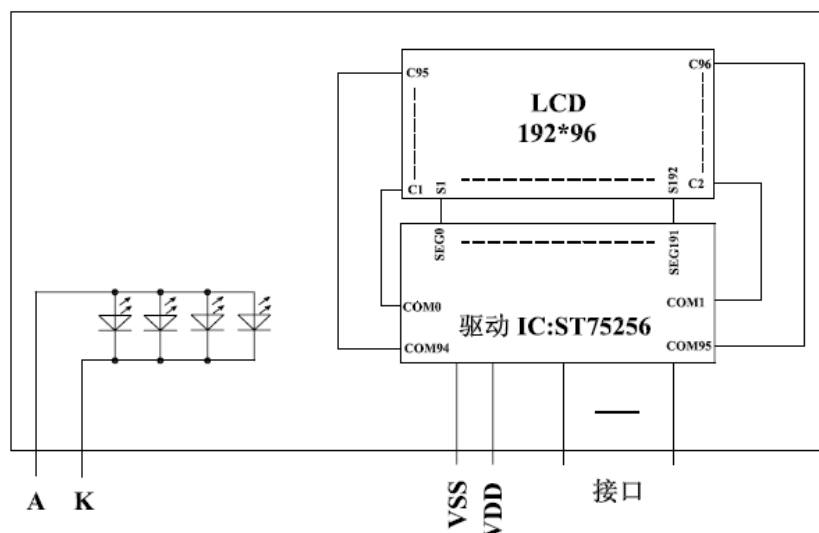 C95
C96
LCD
192*96
C1
S1
S192
C2
SEG0
SEG191
COM0
COM1
驱动 IC:ST75256
COM94
COM95
A
K
VSS
VDD
接口